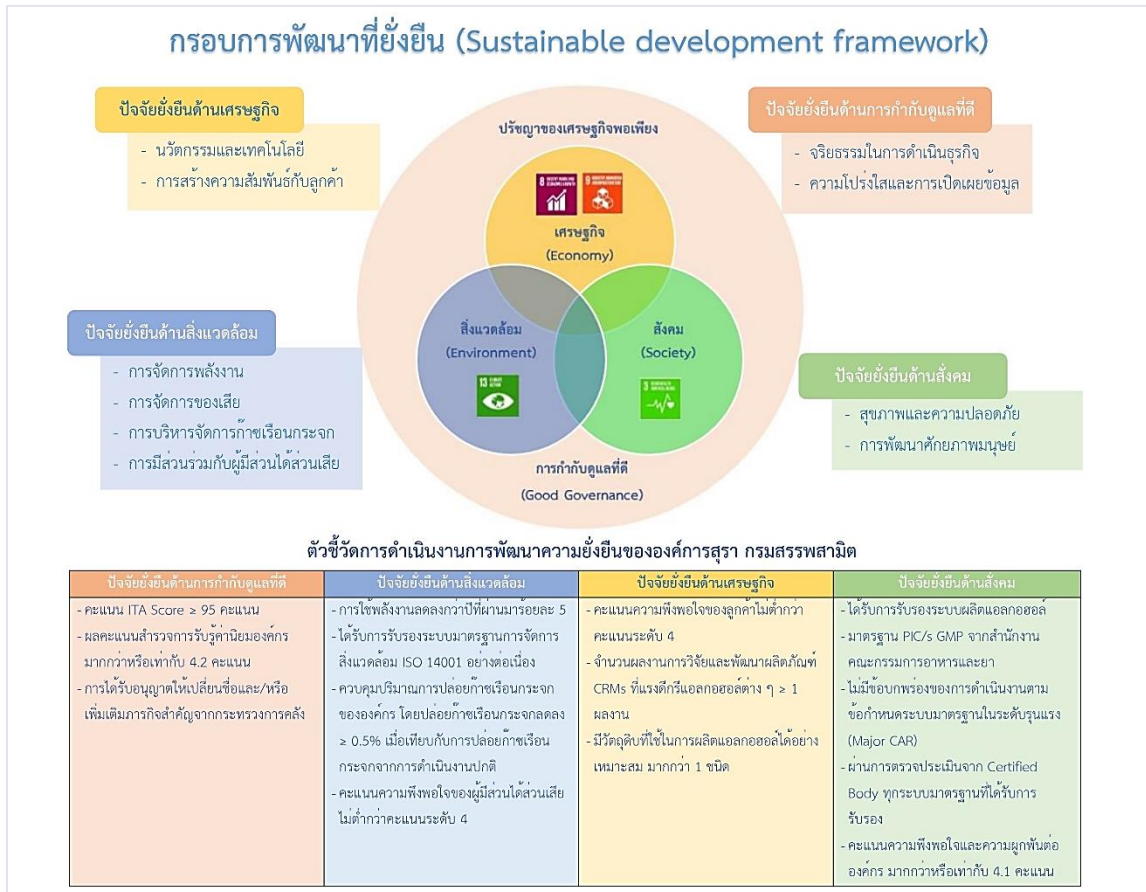 กรอบการพัฒนาที่ยั่งยืน (Sustainable development framework)
ปัจจัยยั่งยืนด้านเศรษฐกิจ
- นวัตกรรมและเทคโนโลยี
- การสร้างความสัมพันธ์กับลูกค้า
ปัจจัยยั่งยืนด้านการกำกับดูแลที่ดี
- จริยธรรมในการดำเนินธุรกิจ
- ความโปร่งใสและการเปิดเผยข้อมูล
ปรัชญาของเศรษฐกิจพอเพียง
8
9
เศรษฐกิจ
(Economy)
สิ่งแวดล้อม
(Environment)
13 CLIMATE ACTION
สังคม
(Society)
3
การกำกับดูแลที่ดี
(Good Governance)
ปัจจัยยั่งยืนด้านสิ่งแวดล้อม
- การจัดการพลังงาน
- การจัดการของเสีย
- การบริหารจัดการก๊าซเรือนกระจก
- การมีส่วนร่วมกับผู้มีส่วนได้ส่วนเสีย
ปัจจัยยั่งยืนด้านสังคม
- สุขภาพและความปลอดภัย
- การพัฒนาศักยภาพมนุษย์
ตัวชี้วัดการดำเนินงานการพัฒนาความยั่งยืนขององค์การสุรา กรมสรรพสามิต
ปัจจัยยั่งยืนด้านการกำกับดูแลที่ดี
- คะแนน ITA Score ≥ 95 คะแนน
- ผลคะแนนสำรวจการรับรู้ค่านิยมองค์กร
มากกว่าหรือเท่ากับ 4.2 คะแนน
- การได้รับอนุญาตให้เปลี่ยนชื่อและ/หรือ
เพิ่มเติมภารกิจสำคัญจากกระทรวงการคลัง
ปัจจัยยั่งยืนด้านสิ่งแวดล้อม
- การใช้พลังงานลดลงกว่าปีที่ผ่านมาร้อยละ 5
- ได้รับการรับรองระบบมาตรฐานการจัดการ
สิ่งแวดล้อม ISO 14001 อย่างต่อเนื่อง
- ควบคุมปริมาณการปล่อยก๊าซเรือนกระจก
ขององค์กร โดยปล่อยก๊าซเรือนกระจกลดลง
≥ 0.5% เมื่อเทียบกับการปล่อยก๊าซเรือน
กระจกจากการดำเนินงานปกติ
- คะแนนความพึงพอใจของผู้มีส่วนได้ส่วนเสีย
ไม่ต่ำกว่าคะแนนระดับ 4
ปัจจัยยั่งยืนด้านเศรษฐกิจ
- คะแนนความพึงพอใจของลูกค้าไม่ต่ำกว่า
คะแนนระดับ 4
- จำนวนผลงานการวิจัยและพัฒนาผลิตภัณฑ์
CRMs ที่แรงดีกรีแอลกอฮอล์ต่าง ๆ ≥ 1
ผลงาน
- มีวัตถุดิบที่ใช้ในการผลิตแอลกอฮอล์ได้อย่าง
เหมาะสม มากกว่า 1 ชนิด
ปัจจัยยั่งยืนด้านสังคม
- ได้รับการรับรองระบบผลิตแอลกอฮอล์
- มาตรฐาน PIC/s GMP จากสำนักงาน
คณะกรรมการอาหารและยา
- ไม่มีข้อบกพร่องของการดำเนินงานตาม
ข้อกำหนดระบบมาตรฐานในระดับรุนแรง
(Major CAR)
- ผ่านการตรวจประเมินจาก Certified
Body ทุกระบบมาตรฐานที่ได้รับการ
รับรอง
- คะแนนความพึงพอใจและความผูกพันต่อ
องค์กร มากกว่าหรือเท่ากับ 4.1 คะแนน